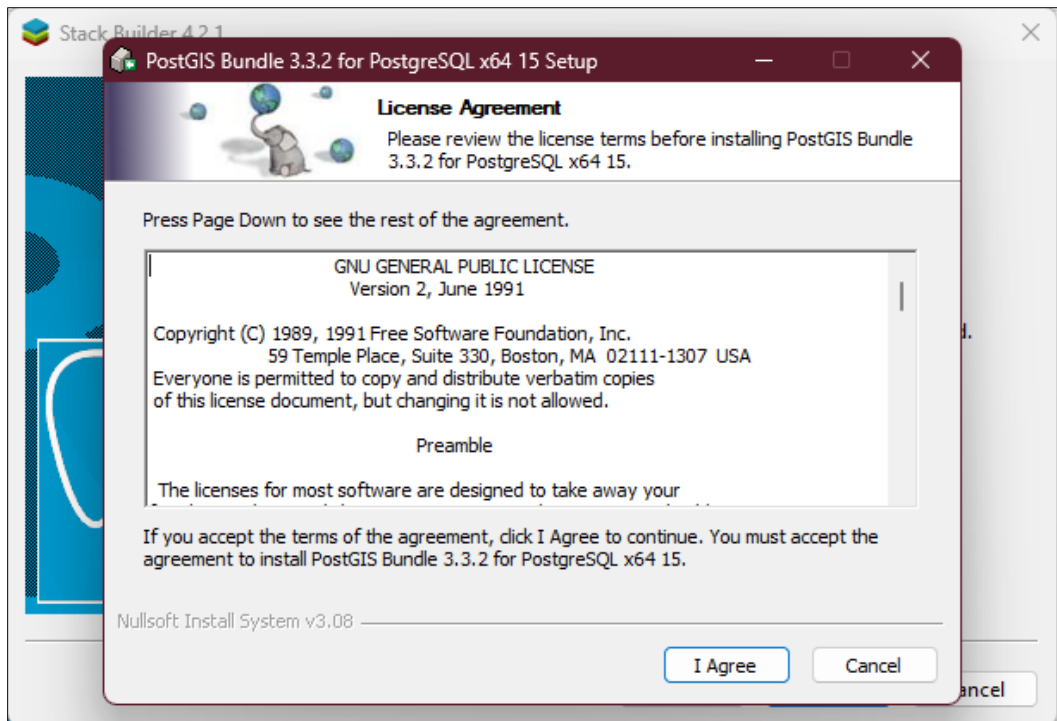 Stack Builder 4.2.1
PostGIS Bundle 3.3.2 for PostgreSQL x64 15 Setup
License Agreement
Please review the license terms before installing PostGIS Bundle
3.3.2 for PostgreSQL x64 15.
Press Page Down to see the rest of the agreement.
GNU GENERAL PUBLIC LICENSE
Version 2, June 1991
Copyright (C) 1989, 1991 Free Software Foundation, Inc.
59 Temple Place, Suite 330, Boston, MA 02111-1307 USA
Everyone is permitted to copy and distribute verbatim copies
of this license document, but changing it is not allowed.
Preamble
The licenses for most software are designed to take away your
If you accept the terms of the agreement, click I Agree to continue. You must accept the
agreement to install PostGIS Bundle 3.3.2 for PostgreSQL x64 15.
Nullsoft Install System v3.08
I Agree
Cancel